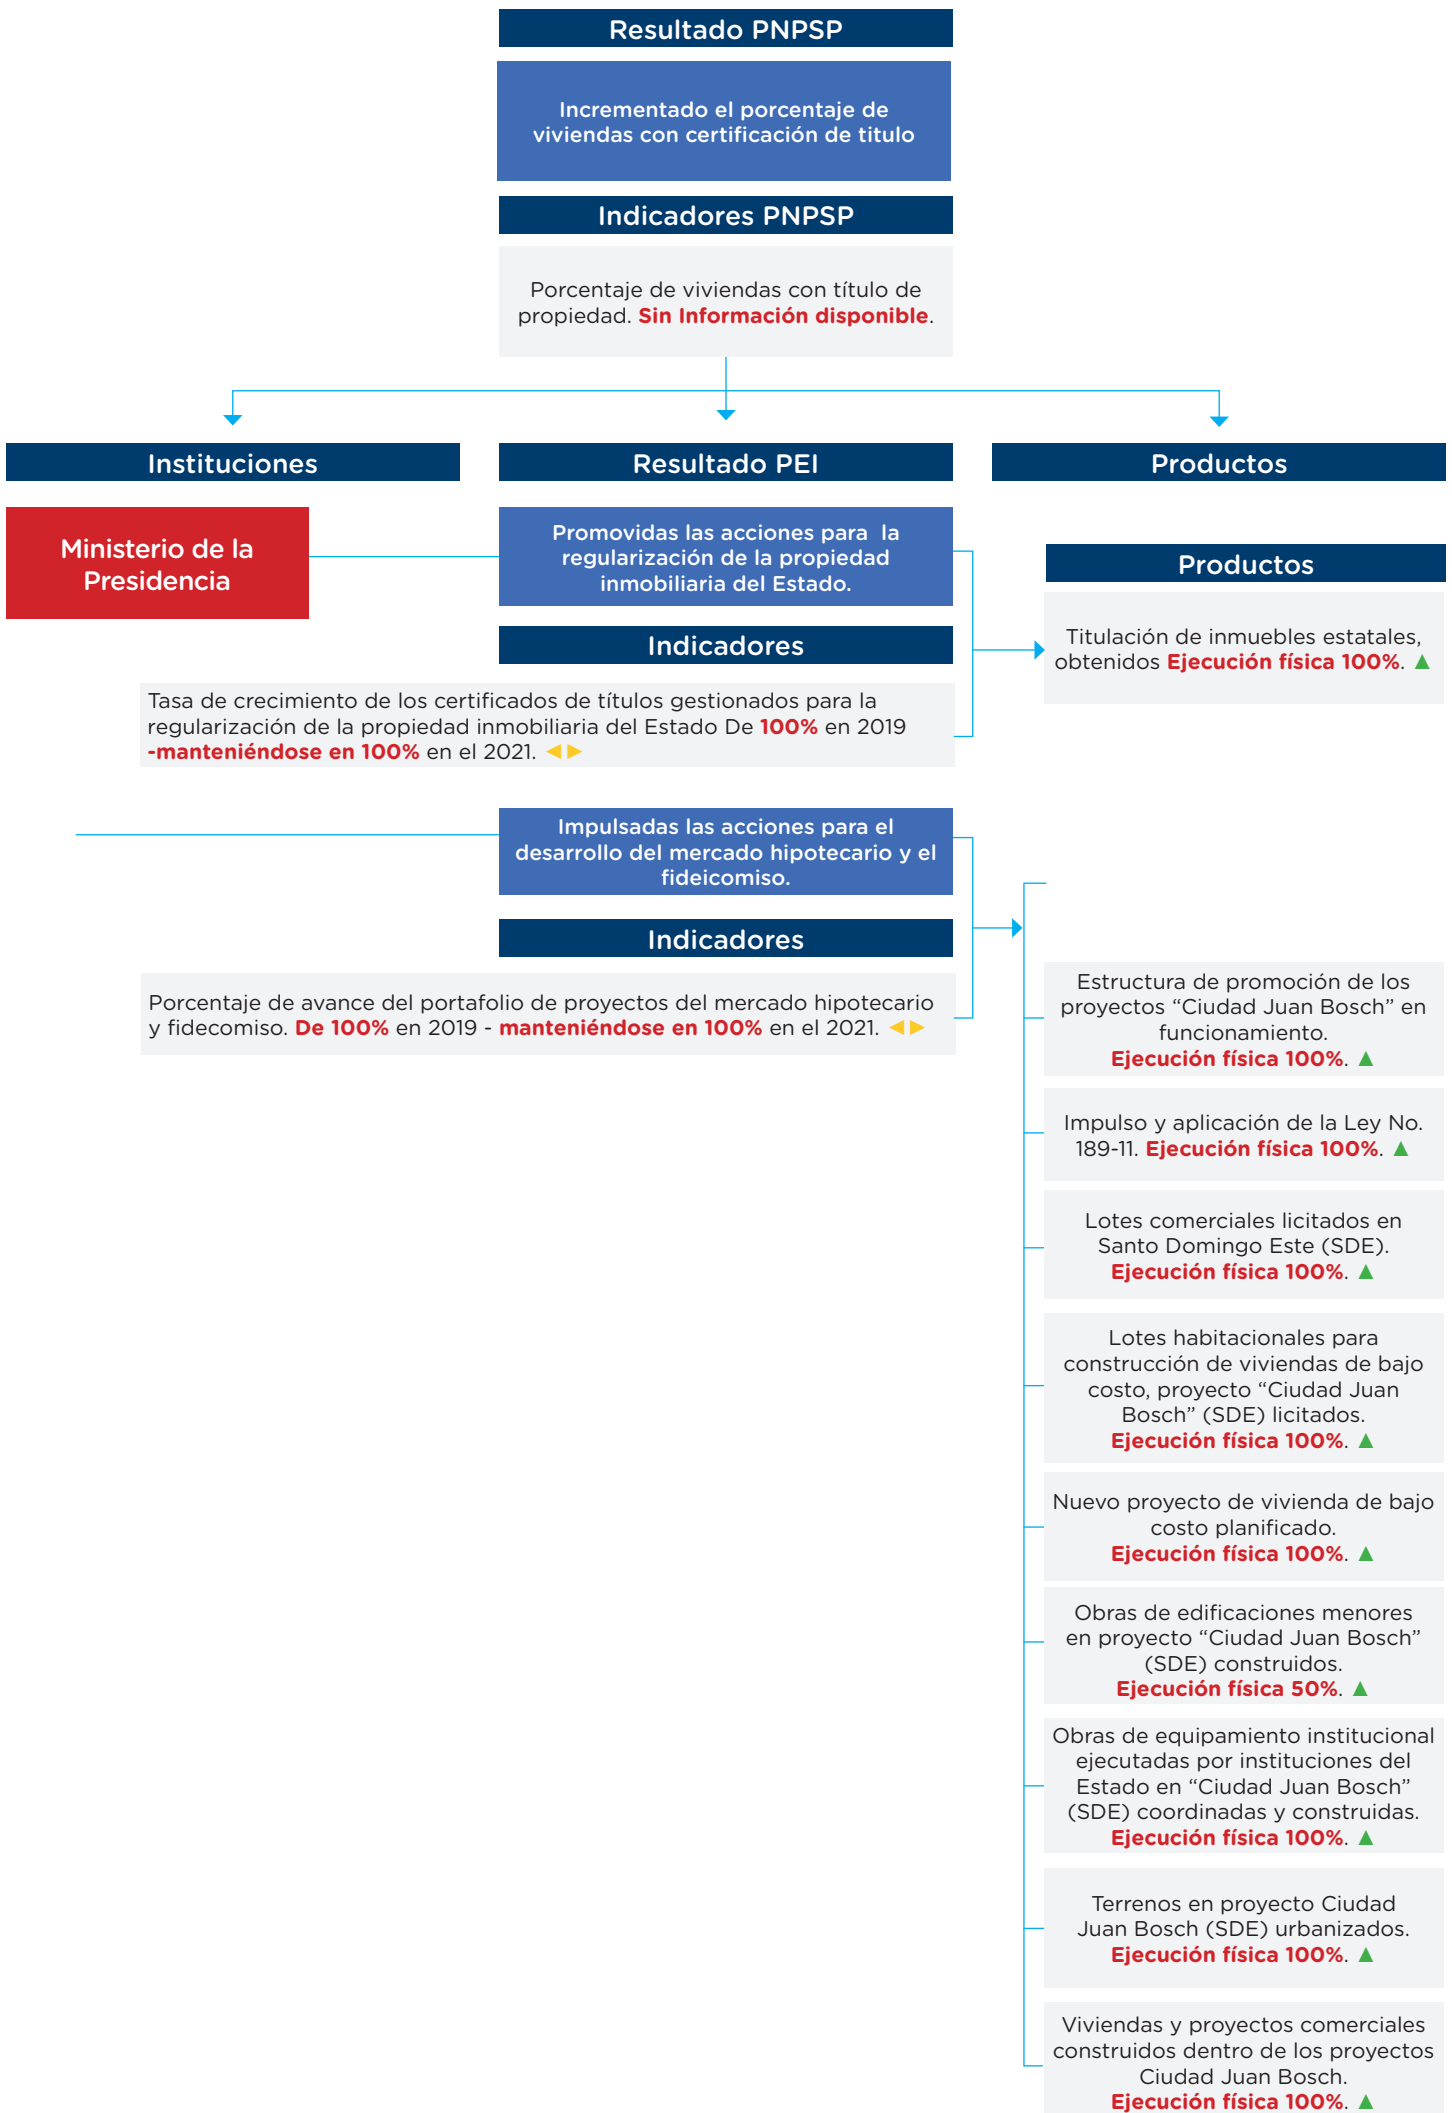 Resultado PNPSP
Incrementado el porcentaje de
viviendas con certificación de titulo
Indicadores PNPSP
Porcentaje de viviendas con título de
propiedad. Sin Información disponible.
Instituciones
Resultado PEI
Productos
Ministerio de la
Presidencia
Promovidas las acciones para la
regularización de la propiedad
inmobiliaria del Estado.
Indicadores
Tasa de crecimiento de los certificados de títulos gestionados para la
regularización de la propiedad inmobiliaria del Estado De 100% en 2019
-manteniéndose en 100% en el 2021. ◀▶
Productos
Titulación de inmuebles estatales,
obtenidos Ejecución física 100%. ▲
Impulsadas las acciones para el
desarrollo del mercado hipotecario y el
fideicomiso.
Indicadores
Porcentaje de avance del portafolio de proyectos del mercado hipotecario
y fidecomiso. De 100% en 2019 - manteniéndose en 100% en el 2021. ◀▶
Estructura de promoción de los
proyectos “Ciudad Juan Bosch” en
funcionamiento.
Ejecución física 100%. ▲
Impulso y aplicación de la Ley No.
189-11. Ejecución física 100%. ▲
Lotes comerciales licitados en
Santo Domingo Este (SDE).
Ejecución física 100%. ▲
Lotes habitacionales para
construcción de viviendas de bajo
costo, proyecto “Ciudad Juan
Bosch” (SDE) licitados.
Ejecución física 100%. ▲
Nuevo proyecto de vivienda de bajo
costo planificado.
Ejecución física 100%. ▲
Obras de edificaciones menores
en proyecto “Ciudad Juan Bosch”
(SDE) construidos.
Ejecución física 50%. ▲
Obras de equipamiento institucional
ejecutadas por instituciones del
Estado en “Ciudad Juan Bosch”
(SDE) coordinadas y construidas.
Ejecución física 100%. ▲
Terrenos en proyecto Ciudad
Juan Bosch (SDE) urbanizados.
Ejecución física 100%. ▲
Viviendas y proyectos comerciales
construidos dentro de los proyectos
Ciudad Juan Bosch.
Ejecución física 100%. ▲